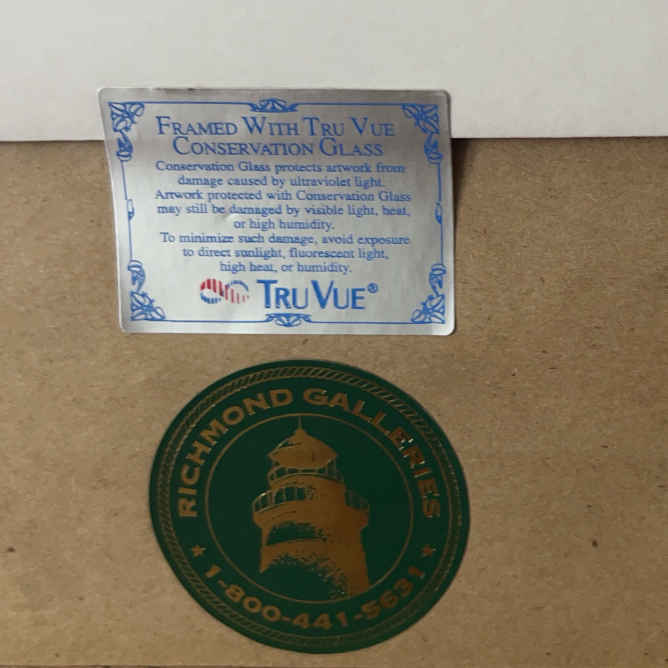 FRAMED WITH TRU VUE
CONSERVATION GLASS
Conservation Glass protects artwork from
damage caused by ultraviolet light.
Artwork protected with Conservation Glass
may still be damaged by visible light, heat,
or high humidity.
To minimize such damage, avoid exposure
to direct sunlight, fluorescent light,
high heat, or humidity.
TRU VUE®
RICHMOND GALLERIES
★ 1-800-441-5631 ★